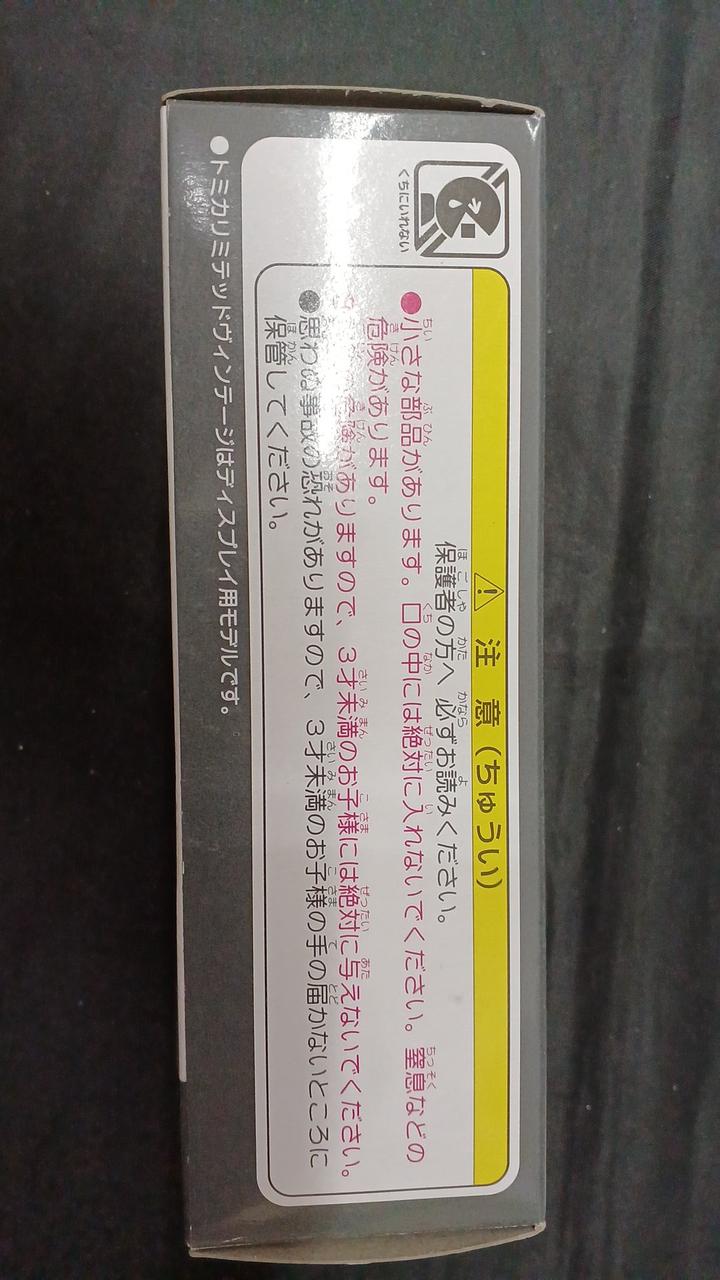 くちにいれない
⚠ 注意(ちゅうい)
保護者の方へ 必ずお読みください。
●小さな部品があります。口の中には絶対に入れないでください。窒息などの
危険があります。
危険がありますので、3才未満のお子様には絶対に与えないでください。
●思わぬ事故の恐れがありますので、3才未満のお子様の手の届かないところに
保管してください。
●トミカリミテッドヴィンテージはディスプレイ用モデルです。